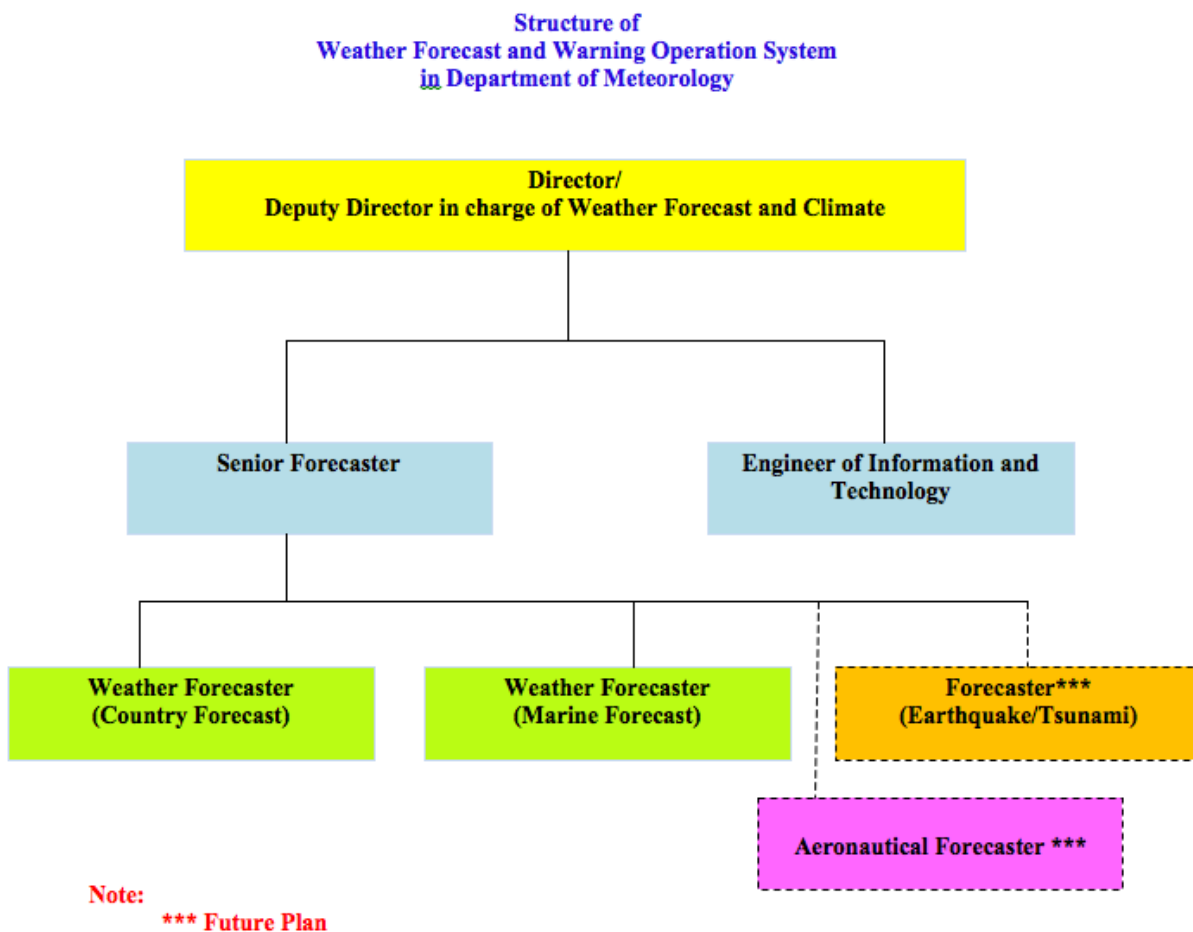 Structure of
Weather Forecast and Warning Operation System
in Department of Meteorology
Director/
Deputy Director in charge of Weather Forecast and Climate
Senior Forecaster
Engineer of Information and
Technology
Weather Forecaster
(Country Forecast)
Weather Forecaster
(Marine Forecast)
Forecaster***
(Earthquake/Tsunami)
Aeronautical Forecaster ***
Note:
*** Future Plan